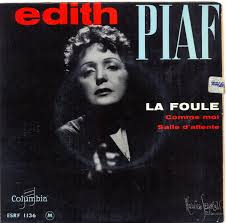 edith
PIAF
LA FOULE
Comme moi
Salle d'attente
Columbia
ESRF 1136 M